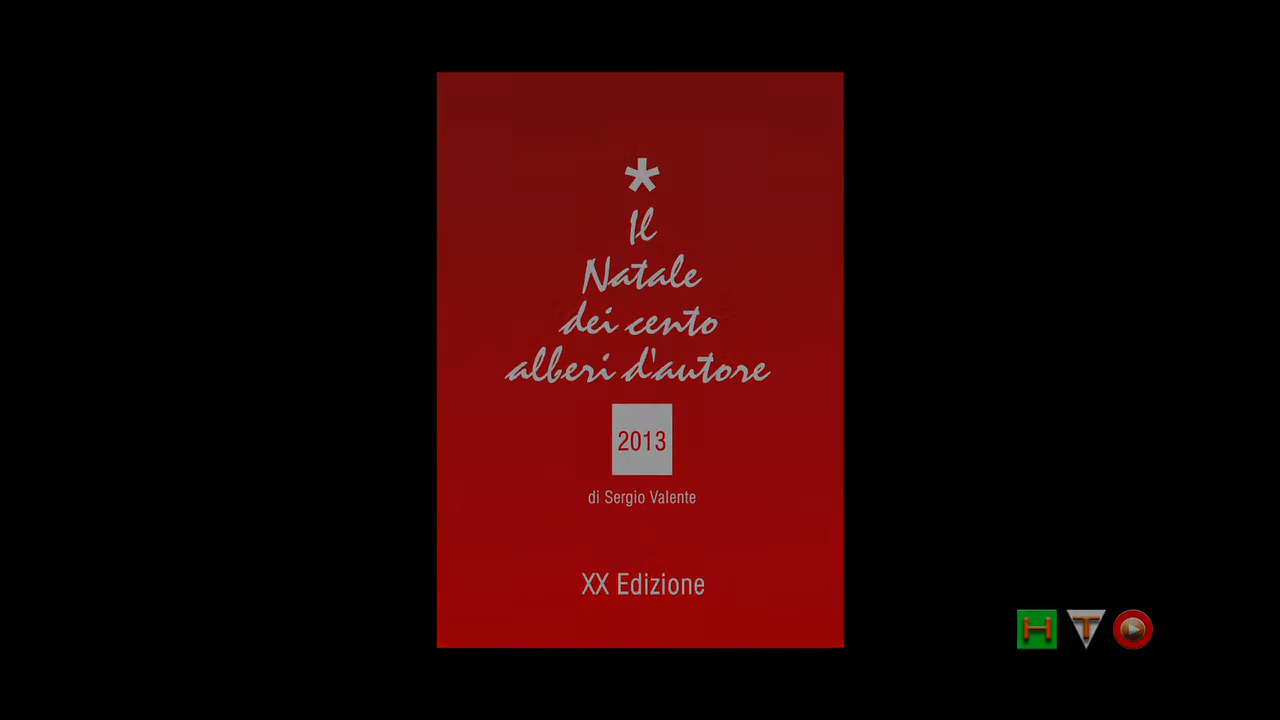 *
Il
Natale
dei cento
alberi d'autore
2013
di Sergio Valente
XX Edizione
H T